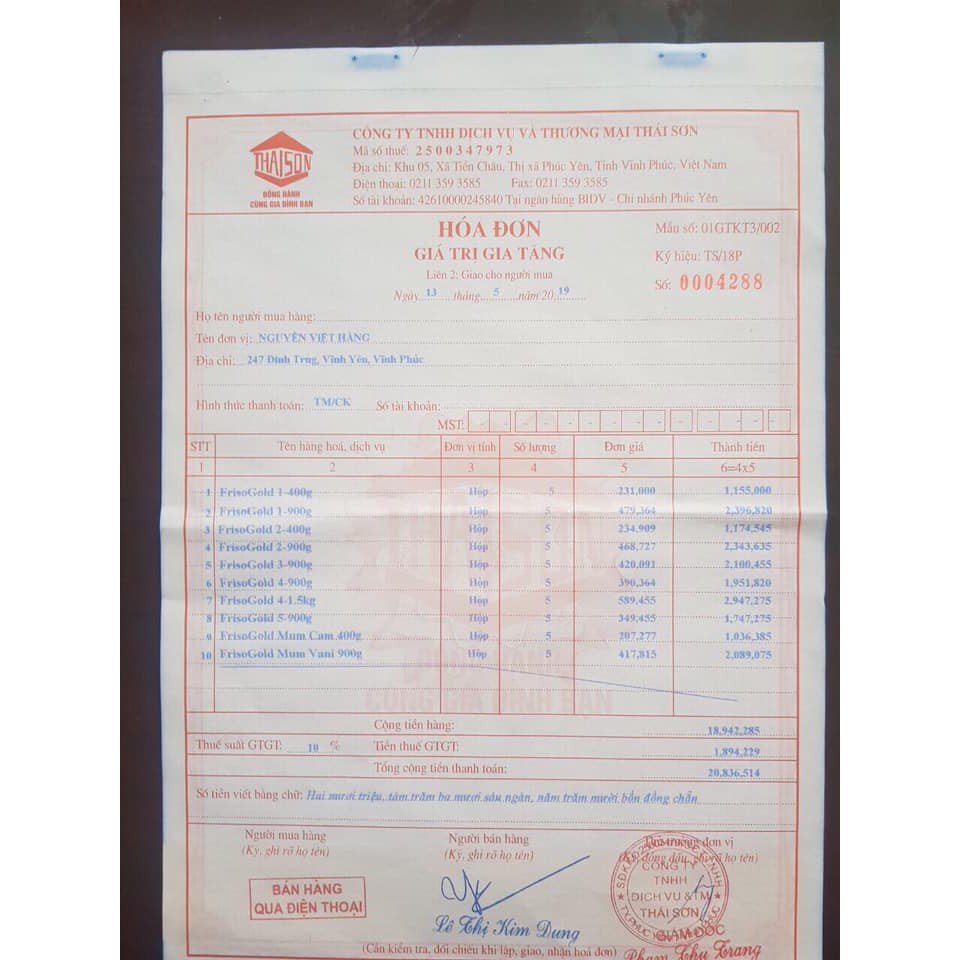 THAISON
ĐỒNG HÀNH
CÙNG GIA ĐÌNH BẠN
CÔNG TY TNHH DỊCH VỤ VÀ THƯƠNG MẠI THÁI SƠN
Mã số thuế: 2500347973
Địa chỉ: Khu 05, Xã Tiền Châu, Thị xã Phúc Yên, Tỉnh Vĩnh Phúc, Việt Nam
Điện thoại: 0211 359 3585 Fax: 0211 359 3585
Số tài khoản: 42610000245840 Tại ngân hàng BIDV - Chi nhánh Phúc Yên
HÓA ĐƠN
GIÁ TRỊ GIA TĂNG
Liên 2: Giao cho người mua
Ngày 13 tháng 5 năm 2019
Mẫu số: 01GTKT3/002
Ký hiệu: TS/18P
Số: 0004288
Họ tên người mua hàng:
Tên đơn vị: NGUYỄN VIỆT HẰNG
Địa chỉ: 247 Đình Trng, Vĩnh Yên, Vĩnh Phúc
Hình thức thanh toán: TM/CK Số tài khoản:
MST:
STT Tên hàng hoá, dịch vụ Đơn vị tính Số lượng Đơn giá Thành tiền
1 2 3 4 5 6=4x5
1 FrisoGold 1-400g Hộp 5 231,000 1,155,000
2 FrisoGold 1-900g Hộp 5 479,364 2,396,820
3 FrisoGold 2-400g Hộp 5 234,909 1,174,545
4 FrisoGold 2-900g Hộp 5 468,727 2,343,635
5 FrisoGold 3-900g Hộp 5 420,091 2,100,455
6 FrisoGold 4-900g Hộp 5 390,364 1,951,820
7 FrisoGold 4-1.5kg Hộp 5 589,455 2,947,275
8 FrisoGold 5-900g Hộp 5 349,455 1,747,275
9 FrisoGold Mum Cam 400g Hộp 5 207,277 1,036,385
10 FrisoGold Mum Vani 900g Hộp 5 417,815 2,089,075
Cộng tiền hàng: 18,942,285
Thuế suất GTGT: 10 % Tiền thuế GTGT: 1,894,229
Tổng cộng tiền thanh toán: 20,836,514
Số tiền viết bằng chữ: Hai mươi triệu, tám trăm ba mươi sáu ngàn, năm trăm mười bốn đồng chẵn
Người mua hàng Người bán hàng Thủ trưởng đơn vị
(Ký, ghi rõ họ tên) (Ký, ghi rõ họ tên) (Ký, đóng dấu, ghi rõ họ tên)
BÁN HÀNG
QUA ĐIỆN THOẠI
CÔNG TY
TNHH
DỊCH VỤ & TM
THÁI SƠN
GIÁM ĐỐC
Lê Thị Kim Dung
Phạm Thu Trang
(Cần kiểm tra, đối chiếu khi lập, giao, nhận hoá đơn)